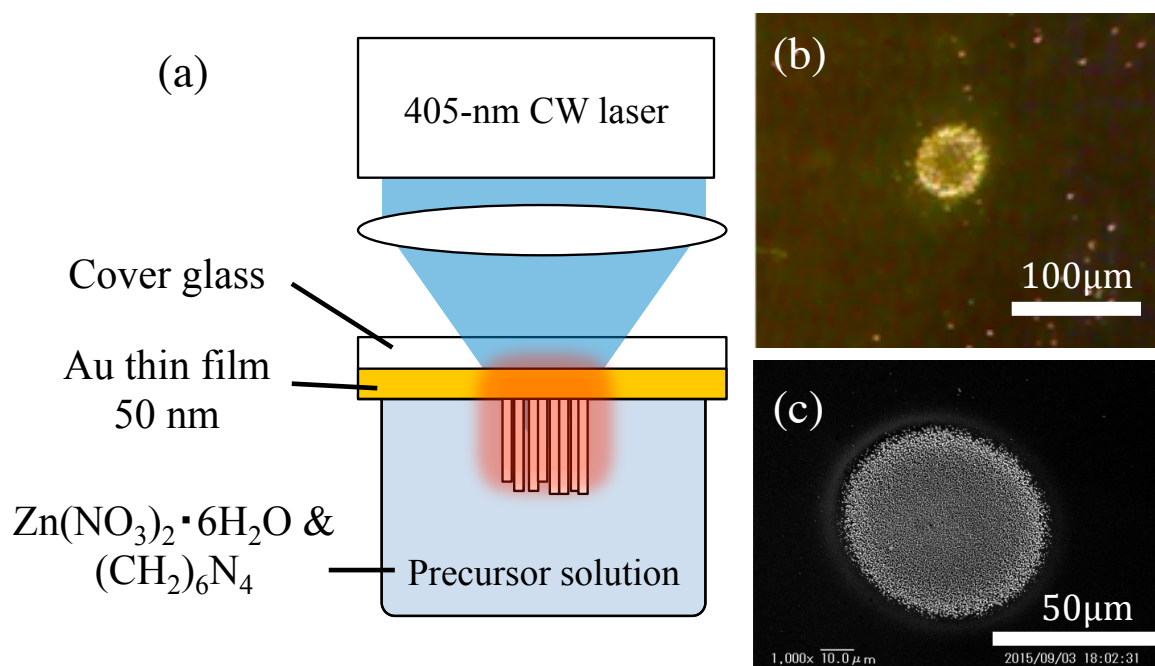 (a)
405-nm CW laser
Cover glass
Au thin film
50 nm
Zn(NO₃)₂・6H₂O &
(CH₂)₆N₄
Precursor solution
(b)
100μm
(c)
50μm
1,000x 10.0μm 2015/09/03 18:02:31